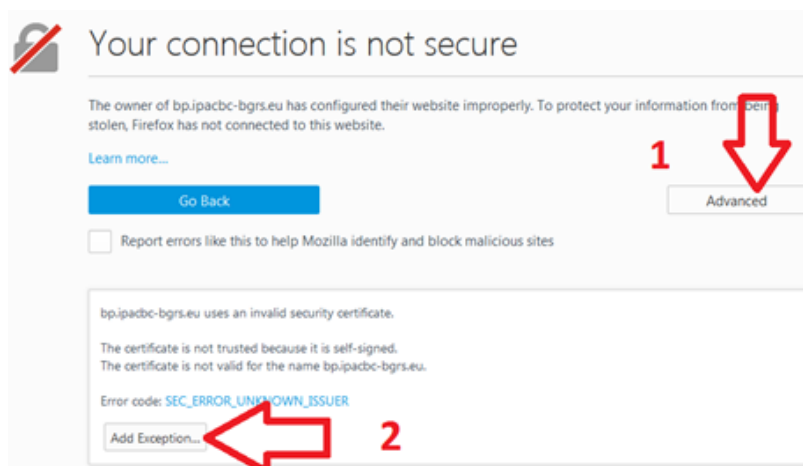 Your connection is not secure
The owner of bp.ipacbc-bgrs.eu has configured their website improperly. To protect your information from being
stolen, Firefox has not connected to this website.
Learn more...
1
Go Back
Advanced
Report errors like this to help Mozilla identify and block malicious sites
bp.ipacbc-bgrs.eu uses an invalid security certificate.
The certificate is not trusted because it is self-signed.
The certificate is not valid for the name bp.ipacbc-bgrs.eu.
Error code: SEC_ERROR_UNKNOWN_ISSUER
Add Exception...
2